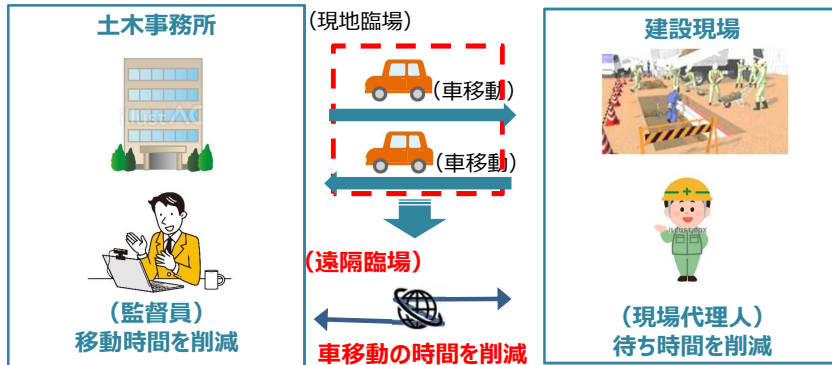 土木事務所
(現地臨場)
建設現場
(車移動)
(車移動)
(遠隔臨場)
(監督員)
移動時間を削減
車移動の時間を削減
(現場代理人)
待ち時間を削減